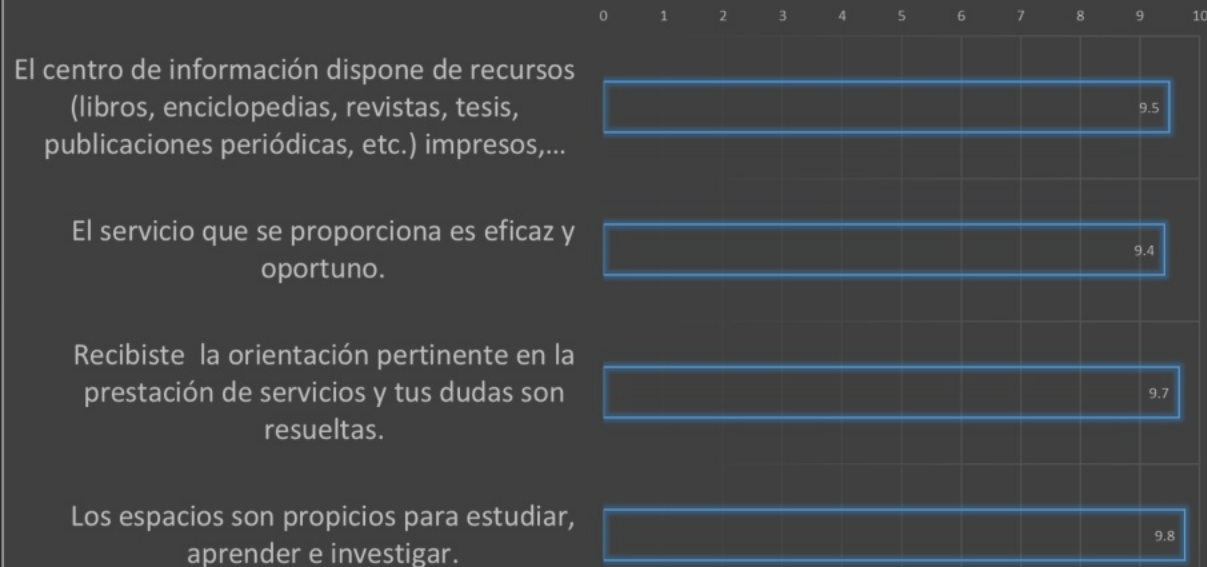 0 1 2 3 4 5 6 7 8 9 10
El centro de información dispone de recursos
(libros, enciclopedias, revistas, tesis,
publicaciones periódicas, etc.) impresos,...
9.5
El servicio que se proporciona es eficaz y
oportuno.
9.4
Recibiste  la orientación pertinente en la
prestación de servicios y tus dudas son
resueltas.
9.7
Los espacios son propicios para estudiar,
aprender e investigar.
9.8